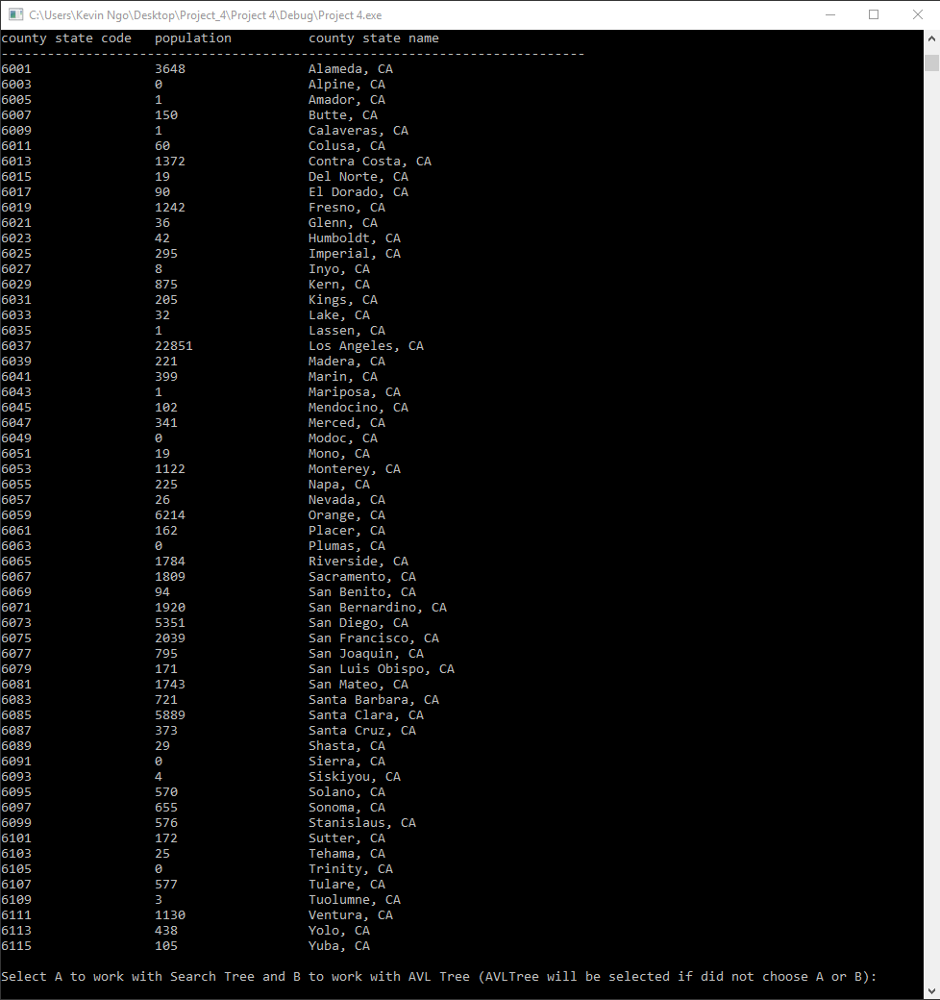 C:\Users\Kevin Ngo\Desktop\Project_4\Project 4\Debug\Project 4.exe
county state code population county state name
----------------------------------------------------------------------------
6001 3648 Alameda, CA
6003 0 Alpine, CA
6005 1 Amador, CA
6007 150 Butte, CA
6009 1 Calaveras, CA
6011 60 Colusa, CA
6013 1372 Contra Costa, CA
6015 19 Del Norte, CA
6017 90 El Dorado, CA
6019 1242 Fresno, CA
6021 36 Glenn, CA
6023 42 Humboldt, CA
6025 295 Imperial, CA
6027 8 Inyo, CA
6029 875 Kern, CA
6031 205 Kings, CA
6033 32 Lake, CA
6035 1 Lassen, CA
6037 22851 Los Angeles, CA
6039 221 Madera, CA
6041 399 Marin, CA
6043 1 Mariposa, CA
6045 102 Mendocino, CA
6047 341 Merced, CA
6049 0 Modoc, CA
6051 19 Mono, CA
6053 1122 Monterey, CA
6055 225 Napa, CA
6057 26 Nevada, CA
6059 6214 Orange, CA
6061 162 Placer, CA
6063 0 Plumas, CA
6065 1784 Riverside, CA
6067 1809 Sacramento, CA
6069 94 San Benito, CA
6071 1920 San Bernardino, CA
6073 5351 San Diego, CA
6075 2039 San Francisco, CA
6077 795 San Joaquin, CA
6079 171 San Luis Obispo, CA
6081 1743 San Mateo, CA
6083 721 Santa Barbara, CA
6085 5889 Santa Clara, CA
6087 373 Santa Cruz, CA
6089 29 Shasta, CA
6091 0 Sierra, CA
6093 4 Siskiyou, CA
6095 570 Solano, CA
6097 655 Sonoma, CA
6099 576 Stanislaus, CA
6101 172 Sutter, CA
6103 25 Tehama, CA
6105 0 Trinity, CA
6107 577 Tulare, CA
6109 3 Tuolumne, CA
6111 1130 Ventura, CA
6113 438 Yolo, CA
6115 105 Yuba, CA
Select A to work with Search Tree and B to work with AVL Tree (AVLTree will be selected if did not choose A or B):